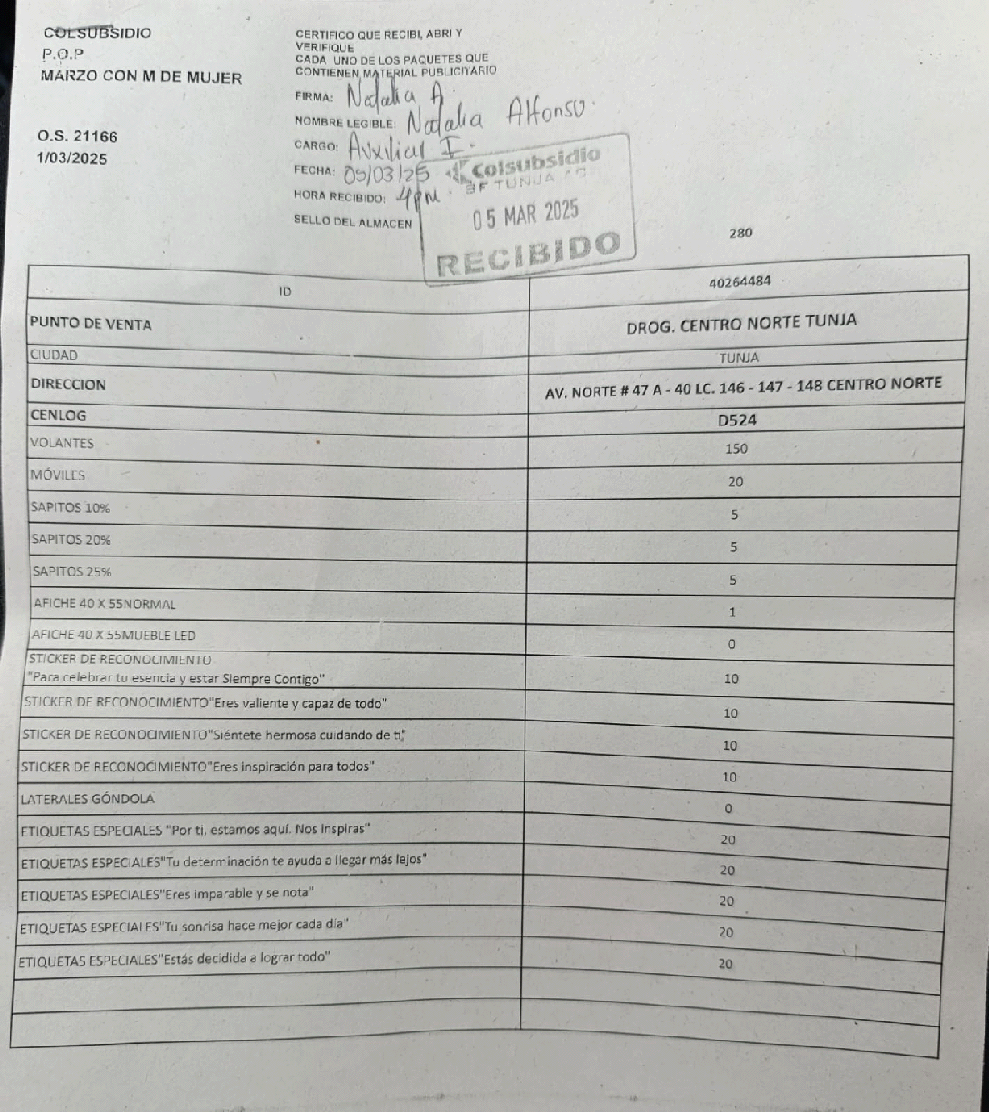 COLSUBSIDIO
P.O.P
MARZO CON M DE MUJER
O.S. 21166
1/03/2025
CERTIFICO QUE RECIBI, ABRI Y
VERIFIQUE
CADA UNO DE LOS PAQUETES QUE
CONTIENEN MATERIAL PUBLICITARIO
FIRMA: Natalia A
NOMBRE LEGIBLE: Natalia Alfonso.
CARGO: Auxiliar I.
FECHA: 05/03/25
HORA RECIBIDO: 4pm.
SELLO DEL ALMACEN
Colsubsidio
TUNJA
05 MAR 2025
RECIBIDO
280
ID 40264484
PUNTO DE VENTA DROG. CENTRO NORTE TUNJA
CIUDAD TUNJA
DIRECCION AV. NORTE # 47 A - 40 LC. 146 - 147 - 148 CENTRO NORTE
CENLOG D524
VOLANTES 150
MÓVILES 20
SAPITOS 10% 5
SAPITOS 20% 5
SAPITOS 25% 5
AFICHE 40 X 55NORMAL 1
AFICHE 40 X 55MUEBLE LED 0
STICKER DE RECONOCIMIENTO
"Para celebrar tu esencia y estar Siempre Contigo" 10
STICKER DE RECONOCIMIENTO"Eres valiente y capaz de todo" 10
STICKER DE RECONOCIMIENTO"Siéntete hermosa cuidando de ti" 10
STICKER DE RECONOCIMIENTO"Eres inspiración para todos" 10
LATERALES GÓNDOLA 0
ETIQUETAS ESPECIALES "Por ti, estamos aquí. Nos inspiras" 20
ETIQUETAS ESPECIALES"Tu determinación te ayuda a llegar más lejos" 20
ETIQUETAS ESPECIALES"Eres imparable y se nota" 20
ETIQUETAS ESPECIALES"Tu sonrisa hace mejor cada día" 20
ETIQUETAS ESPECIALES"Estás decidida a lograr todo" 20